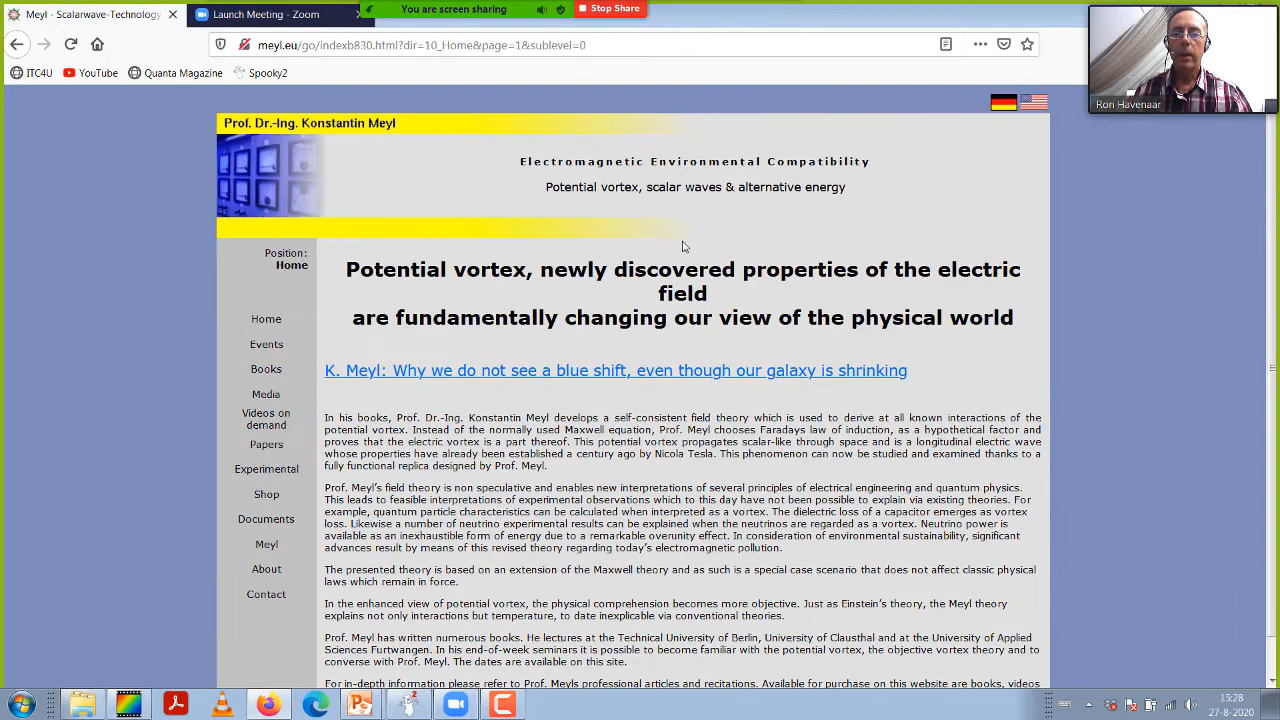 Meyl - Scalarwave-Technology
Launch Meeting - Zoom
You are screen sharing
Stop Share
meyl.eu/go/indexb830.html?dir=10_Home&page=1&sublevel=0
ITC4U
YouTube
Quanta Magazine
Spooky2
Ron Havenaar
Prof. Dr.-Ing. Konstantin Meyl
Electromagnetic Environmental Compatibility
Potential vortex, scalar waves & alternative energy
Position:
Home
Home
Events
Books
Media
Videos on
demand
Papers
Experimental
Shop
Documents
Meyl
About
Contact
Potential vortex, newly discovered properties of the electric
field
are fundamentally changing our view of the physical world
K. Meyl: Why we do not see a blue shift, even though our galaxy is shrinking
In his books, Prof. Dr.-Ing. Konstantin Meyl develops a self-consistent field theory which is used to derive at all known interactions of the
potential vortex. Instead of the normally used Maxwell equation, Prof. Meyl chooses Faradays law of induction, as a hypothetical factor and
proves that the electric vortex is a part thereof. This potential vortex propagates scalar-like through space and is a longitudinal electric wave
whose properties have already been established a century ago by Nicola Tesla. This phenomenon can now be studied and examined thanks to a
fully functional replica designed by Prof. Meyl.
Prof. Meyl's field theory is non speculative and enables new interpretations of several principles of electrical engineering and quantum physics.
This leads to feasible interpretations of experimental observations which to this day have not been possible to explain via existing theories. For
example, quantum particle characteristics can be calculated when interpreted as a vortex. The dielectric loss of a capacitor emerges as vortex
loss. Likewise a number of neutrino experimental results can be explained when the neutrinos are regarded as a vortex. Neutrino power is
available as an inexhaustible form of energy due to a remarkable overunity effect. In consideration of environmental sustainability, significant
advances result by means of this revised theory regarding today's electromagnetic pollution.
The presented theory is based on an extension of the Maxwell theory and as such is a special case scenario that does not affect classic physical
laws which remain in force.
In the enhanced view of potential vortex, the physical comprehension becomes more objective. Just as Einstein's theory, the Meyl theory
explains not only interactions but temperature, to date inexplicable via conventional theories.
Prof. Meyl has written numerous books. He lectures at the Technical University of Berlin, University of Clausthal and at the University of Applied
Sciences Furtwangen. In his end-of-week seminars it is possible to become familiar with the potential vortex, the objective vortex theory and to
converse with Prof. Meyl. The dates are available on this site.
For in-depth information please refer to Prof. Meyls professional articles and recitations. Available for purchase on this website are books, videos
15:28
27-8-2020